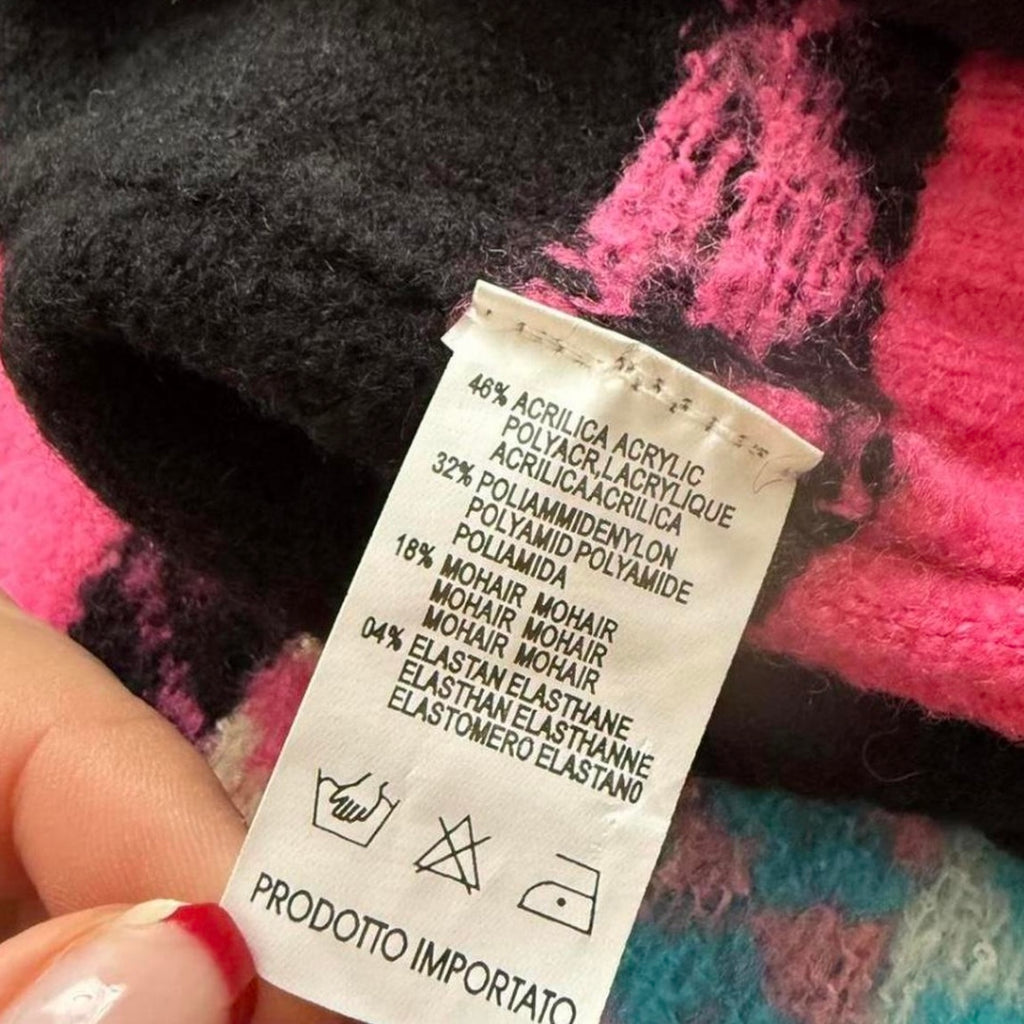 46% ACRILICA ACRYLIC
POLYACR,LACRYLIQUE
ACRILICAACRILICA
32% POLIAMMIDENYLON
POLYAMID POLYAMIDE
POLIAMIDA
18% MOHAIR MOHAIR
MOHAIR MOHAIR
MOHAIR MOHAIR
04% ELASTAN ELASTHANE
ELASTHAN ELASTHANNE
ELASTOMERO ELASTANO
PRODOTTO IMPORTATO